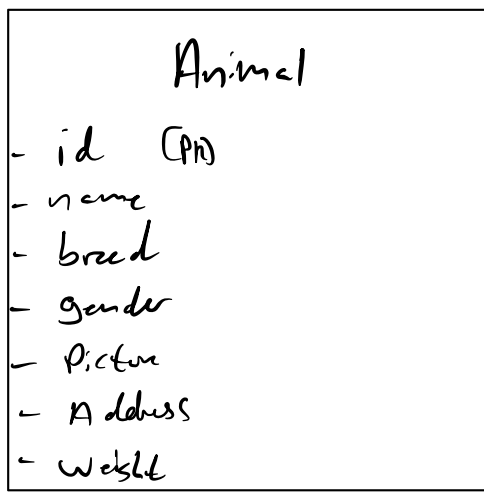 Animal
- id (PK)
- name
- breed
- gender
- Picture
- Address
- Weight